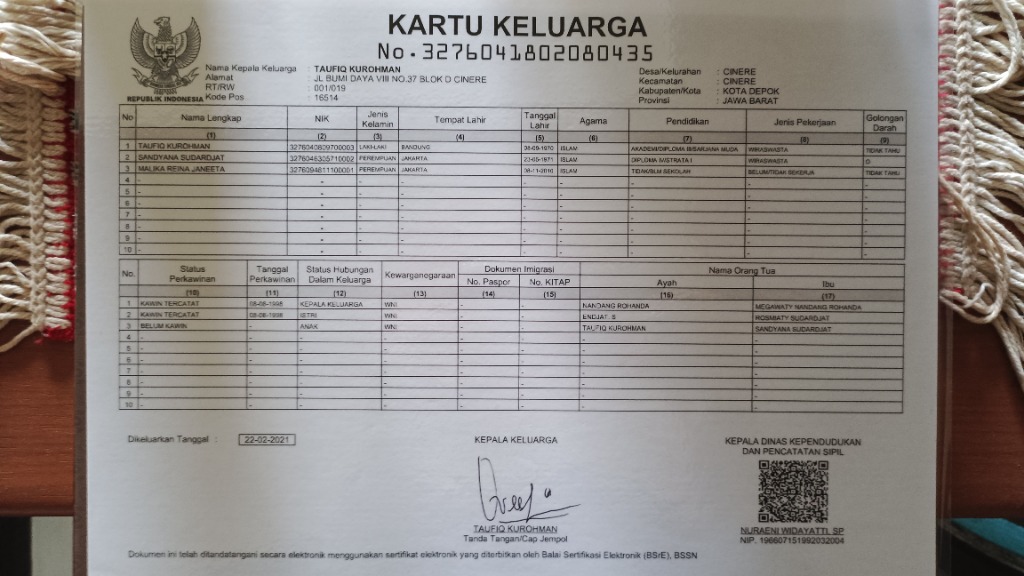 KARTU KELUARGA
No.3276041802080435
REPUBLIK INDONESIA
Nama Kepala Keluarga : TAUFIQ KUROHMAN
Alamat : JL BUMI DAYA VIII NO.37 BLOK D CINERE
RT/RW : 001/019
Kode Pos : 16514
Desa/Kelurahan : CINERE
Kecamatan : CINERE
Kabupaten/Kota : KOTA DEPOK
Provinsi : JAWA BARAT
No Nama Lengkap NIK Jenis Kelamin Tempat Lahir Tanggal Lahir Agama Pendidikan Jenis Pekerjaan Golongan Darah
(1) (2) (3) (4) (5) (6) (7) (8) (9)
1 TAUFIQ KUROHMAN 3276043809700003 LAKI-LAKI BANDUNG ISLAM AKADEMI/DIPLOMA III/SARJANA MUDA WIRASWASTA TIDAK TAHU
2 SANDYANA SUDARDJAT PEREMPUAN JAKARTA 23-05-1971 ISLAM DIPLOMA IV/STRATA I WIRASWASTA O
3 MALIKA REINA JANEETA 3276094811100001 PEREMPUAN JAKARTA 08-11-2010 ISLAM TIDAK/BLM SEKOLAH BELUM/TIDAK BEKERJA TIDAK TAHU
4 - - - - - - - - -
5 - - - - - - - - -
6 - - - - - - - - -
7 - - - - - - - - -
8 - - - - - - - - -
9 - - - - - - - - -
10 - - - - - - - - -
No. Status Perkawinan Tanggal Perkawinan Status Hubungan Dalam Keluarga Kewarganegaraan Dokumen Imigrasi Nama Orang Tua
No. Paspor No. KITAP Ayah Ibu
(10) (11) (12) (13) (14) (15) (16) (17)
1 KAWIN TERCATAT 08-08-1998 KEPALA KELUARGA WNI - - NANDANG ROHANDA MEGAWATY NANDANG ROHANDA
2 KAWIN TERCATAT 08-08-1998 ISTRI WNI - - ENDJAT. S ROSMIATY SUDARDJAT
3 BELUM KAWIN - ANAK WNI - - TAUFIQ KUROHMAN SANDYANA SUDARDJAT
4 - - - - - - - -
5 - - - - - - - -
6 - - - - - - - -
7 - - - - - - - -
8 - - - - - - - -
9 - - - - - - - -
10 - - - - - - - -
Dikeluarkan Tanggal : 22-02-2021
KEPALA KELUARGA
TAUFIQ KUROHMAN
Tanda Tangan/Cap Jempol
KEPALA DINAS KEPENDUDUKAN
DAN PENCATATAN SIPIL
NURAENI WIDAYATTI, SP
NIP. 196607151992032004
Dokumen ini telah ditandatangani secara elektronik menggunakan sertifikat elektronik yang diterbitkan oleh Balai Sertifikasi Elektronik (BSrE), BSSN